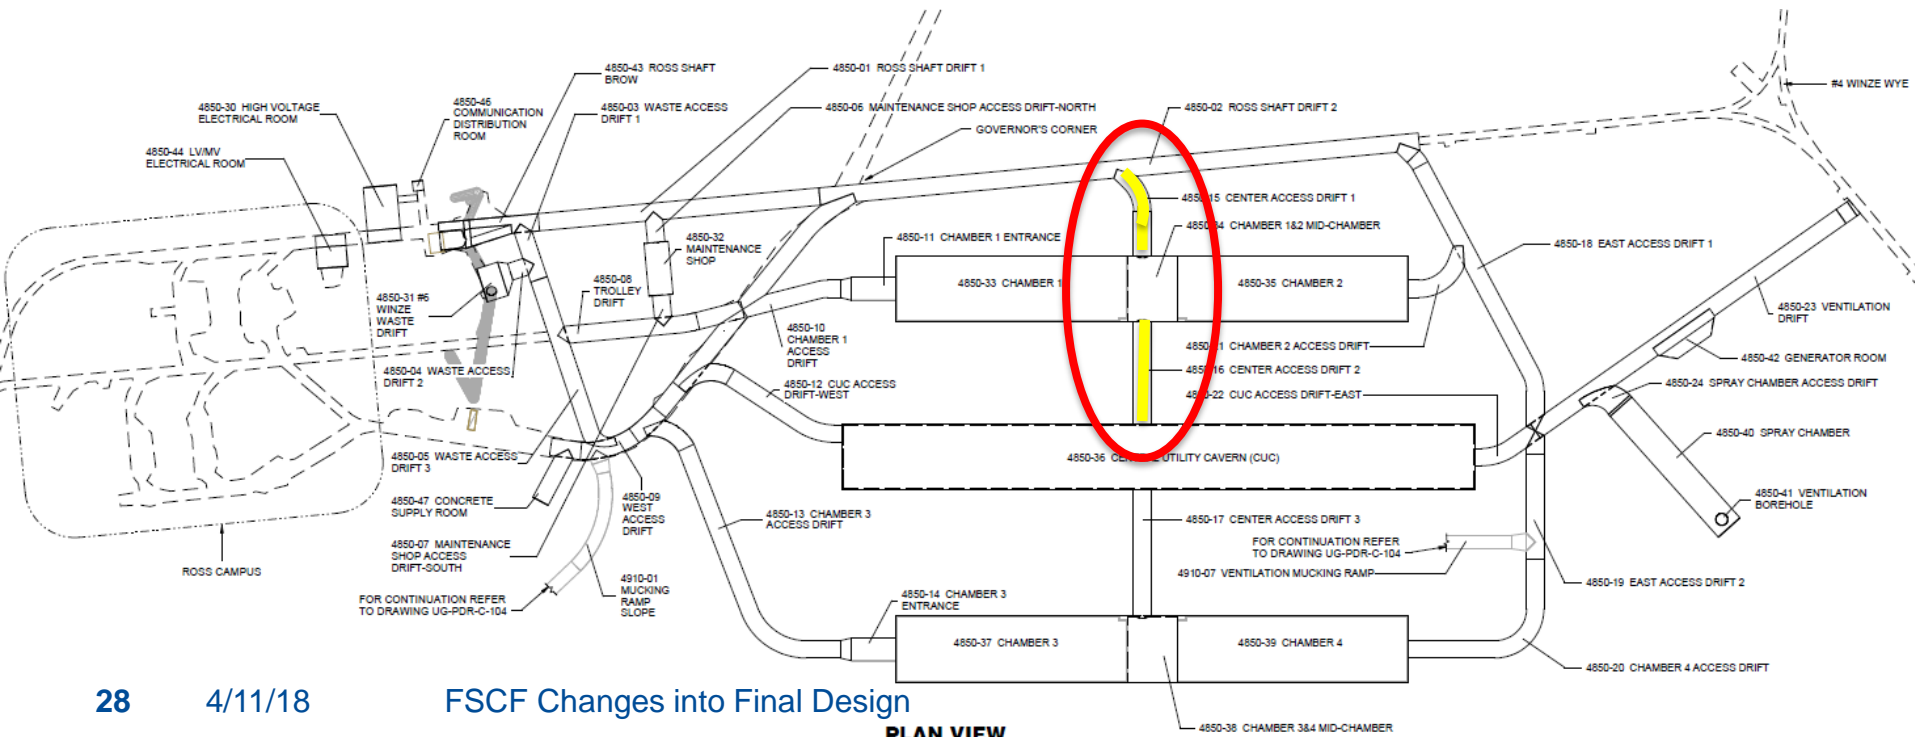 4850-43 ROSS SHAFT
BROW
4850-01 ROSS SHAFT DRIFT 1
#4 WINZE WYE
4850-30 HIGH VOLTAGE
ELECTRICAL ROOM
4850-46
COMMUNICATION
DISTRIBUTION
ROOM
4850-03 WASTE ACCESS
DRIFT 1
4850-06 MAINTENANCE SHOP ACCESS DRIFT-NORTH
4850-02 ROSS SHAFT DRIFT 2
GOVERNOR'S CORNER
4850-44 LV/MV
ELECTRICAL ROOM
4850-15 CENTER ACCESS DRIFT 1
4850-34 CHAMBER 1&2 MID-CHAMBER
4850-32
MAINTENANCE
SHOP
4850-11 CHAMBER 1 ENTRANCE
4850-18 EAST ACCESS DRIFT 1
4850-08
TROLLEY
DRIFT
4850-33 CHAMBER 1
4850-35 CHAMBER 2
4850-31 #6
WINZE
WASTE
DRIFT
4850-23 VENTILATION
DRIFT
4850-10
CHAMBER 1
ACCESS
DRIFT
4850-21 CHAMBER 2 ACCESS DRIFT
4850-42 GENERATOR ROOM
4850-04 WASTE ACCESS
DRIFT 2
4850-16 CENTER ACCESS DRIFT 2
4850-12 CUC ACCESS
DRIFT-WEST
4850-24 SPRAY CHAMBER ACCESS DRIFT
4850-22 CUC ACCESS DRIFT-EAST
4850-40 SPRAY CHAMBER
4850-05 WASTE ACCESS
DRIFT 3
4850-36 CENTRAL UTILITY CAVERN (CUC)
4850-47 CONCRETE
SUPPLY ROOM
4850-09
WEST
ACCESS
DRIFT
4850-41 VENTILATION
BOREHOLE
4850-13 CHAMBER 3
ACCESS DRIFT
4850-17 CENTER ACCESS DRIFT 3
4850-07 MAINTENANCE
SHOP ACCESS
DRIFT-SOUTH
FOR CONTINUATION REFER
TO DRAWING UG-PDR-C-104
ROSS CAMPUS
4910-01
MUCKING
RAMP
SLOPE
4910-07 VENTILATION MUCKING RAMP
4850-19 EAST ACCESS DRIFT 2
FOR CONTINUATION REFER
TO DRAWING UG-PDR-C-104
4850-14 CHAMBER 3
ENTRANCE
4850-37 CHAMBER 3
4850-39 CHAMBER 4
4850-20 CHAMBER 4 ACCESS DRIFT
28 4/11/18 FSCF Changes into Final Design
4850-38 CHAMBER 3&4 MID-CHAMBER
PLAN VIEW